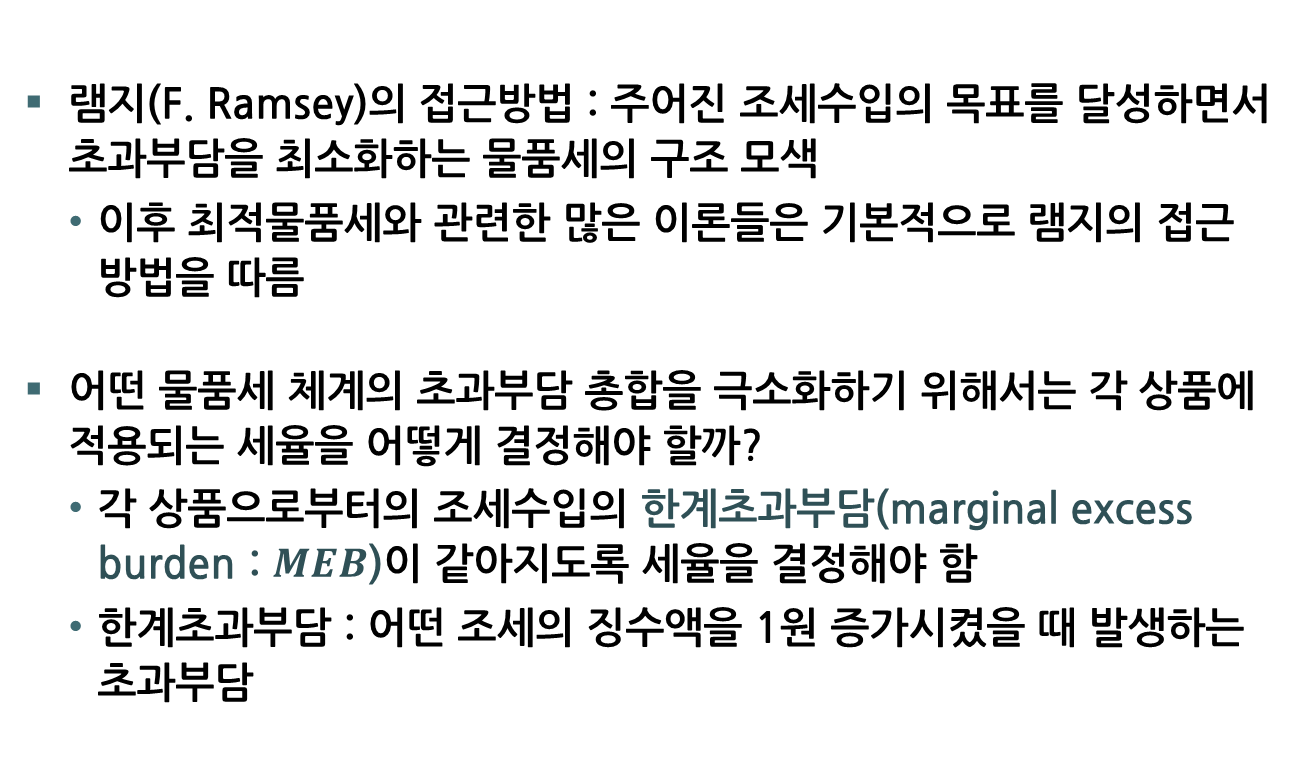 ▪ 램지(F. Ramsey)의 접근방법 : 주어진 조세수입의 목표를 달성하면서
초과부담을 최소화하는 물품세의 구조 모색
• 이후 최적물품세와 관련한 많은 이론들은 기본적으로 램지의 접근
방법을 따름
▪ 어떤 물품세 체계의 초과부담 총합을 극소화하기 위해서는 각 상품에
적용되는 세율을 어떻게 결정해야 할까?
• 각 상품으로부터의 조세수입의 한계초과부담(marginal excess
burden : MEB)이 같아지도록 세율을 결정해야 함
• 한계초과부담 : 어떤 조세의 징수액을 1원 증가시켰을 때 발생하는
초과부담